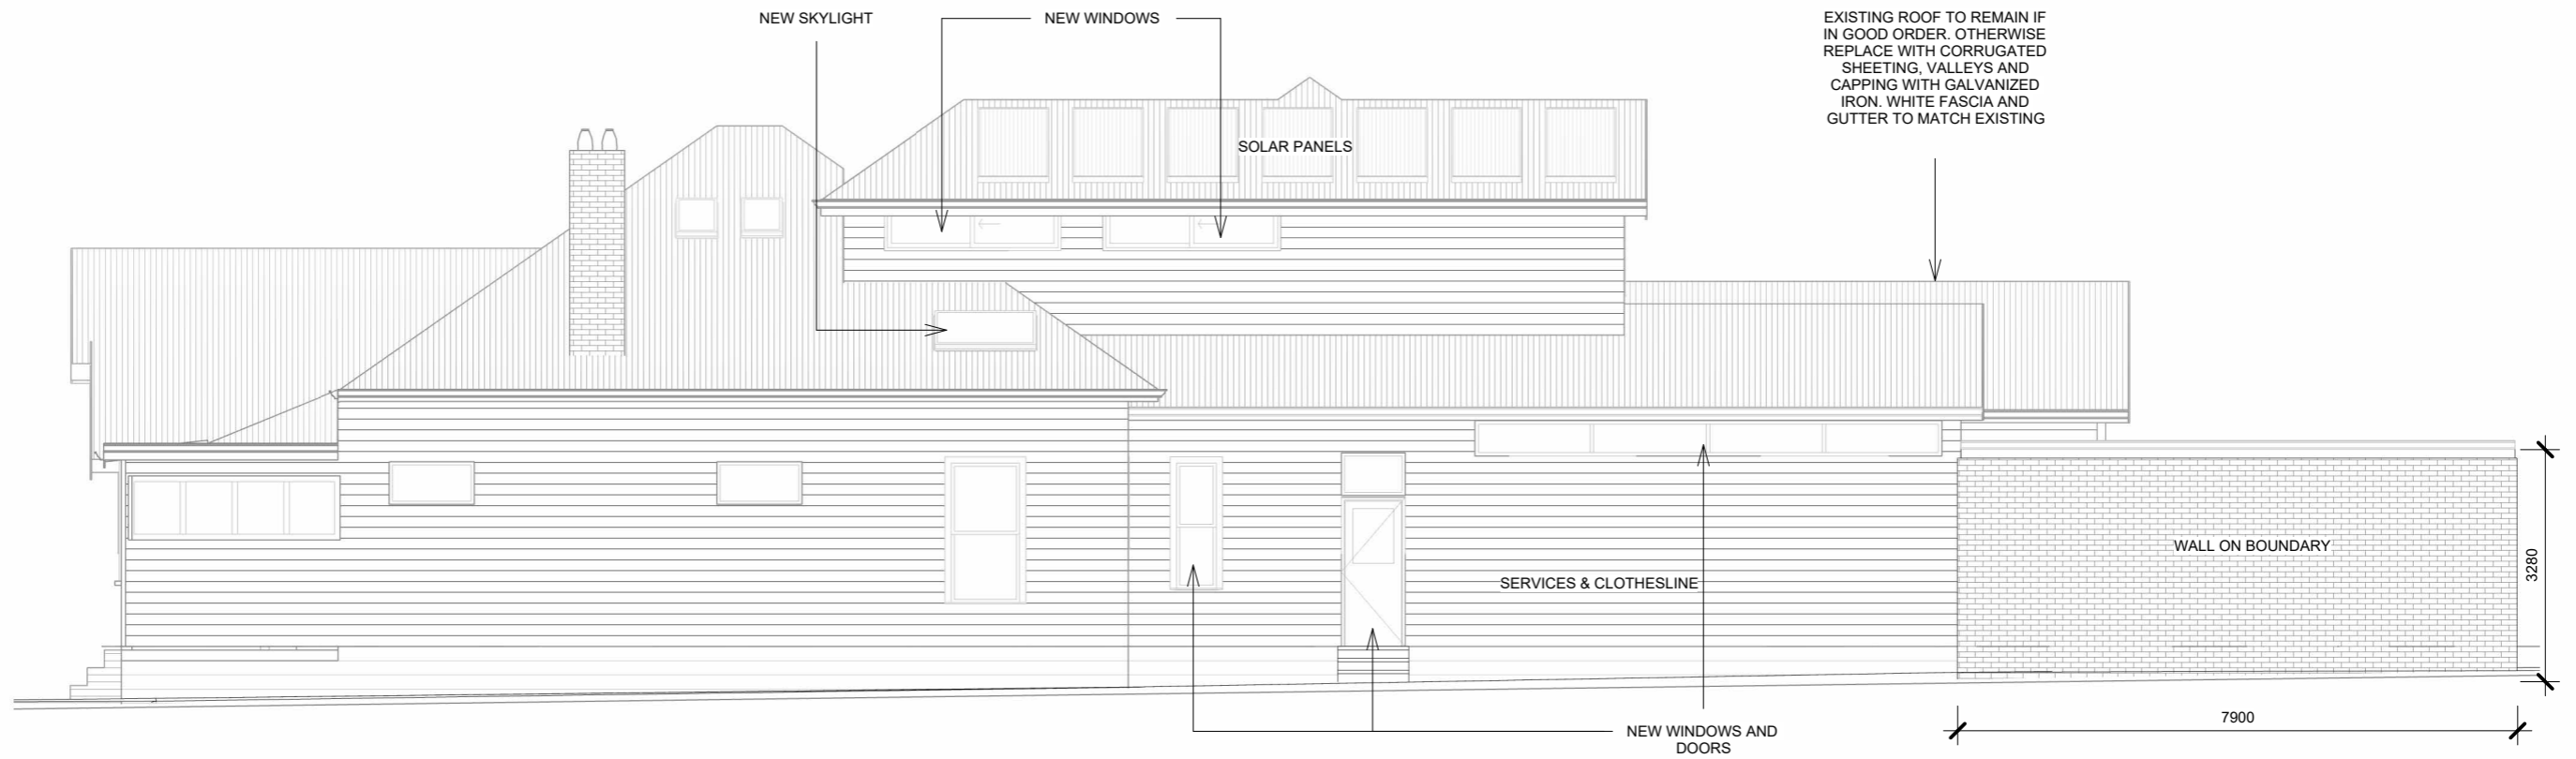 NEW SKYLIGHT
NEW WINDOWS
EXISTING ROOF TO REMAIN IF
IN GOOD ORDER. OTHERWISE
REPLACE WITH CORRUGATED
SHEETING, VALLEYS AND
CAPPING WITH GALVANIZED
IRON. WHITE FASCIA AND
GUTTER TO MATCH EXISTING
SOLAR PANELS
WALL ON BOUNDARY
3280
SERVICES & CLOTHESLINE
7900
NEW WINDOWS AND
DOORS